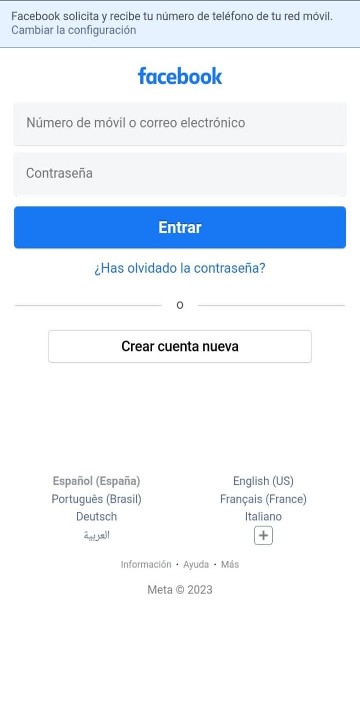 Facebook solicita y recibe tu número de teléfono de tu red móvil.
Cambiar la configuración
facebook
Número de móvil o correo electrónico
Contraseña
Entrar
¿Has olvidado la contraseña?
o
Crear cuenta nueva
Español (España)
English (US)
Português (Brasil)
Français (France)
Deutsch
Italiano
العربية
+
Información · Ayuda · Más
Meta © 2023